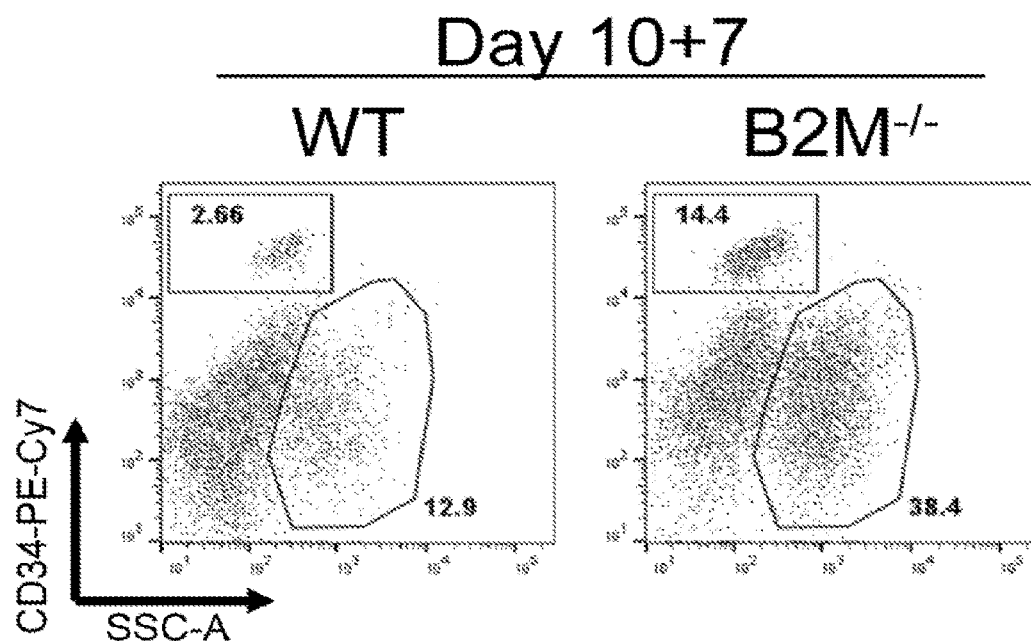 Day 10+7
WT
B2M-/-
2.66
14.4
12.9
38.4
CD34-PE-Cy7
SSC-A